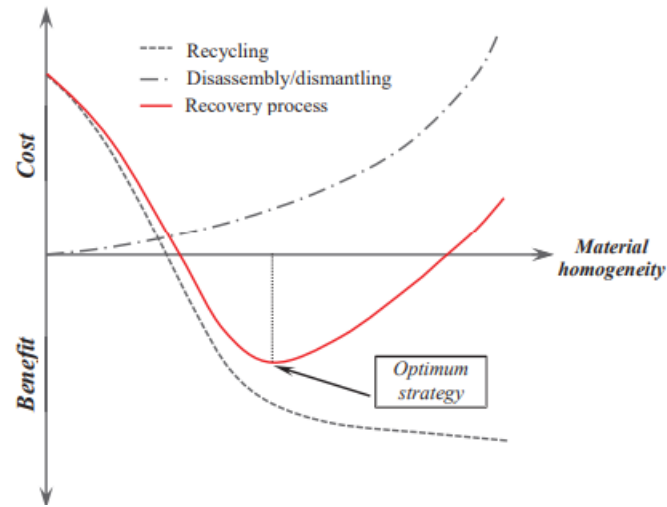 Recycling
Disassembly/dismantling
Recovery process
Cost
Material
homogeneity
Benefit
Optimum
strategy